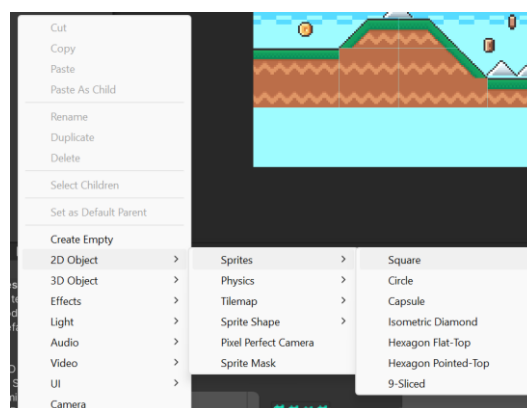 Cut
Copy
Paste
Paste As Child
Rename
Duplicate
Delete
Select Children
Set as Default Parent
Create Empty
2D Object
3D Object
Effects
Light
Audio
Video
UI
Camera
Sprites
Physics
Tilemap
Sprite Shape
Pixel Perfect Camera
Sprite Mask
Square
Circle
Capsule
Isometric Diamond
Hexagon Flat-Top
Hexagon Pointed-Top
9-Sliced